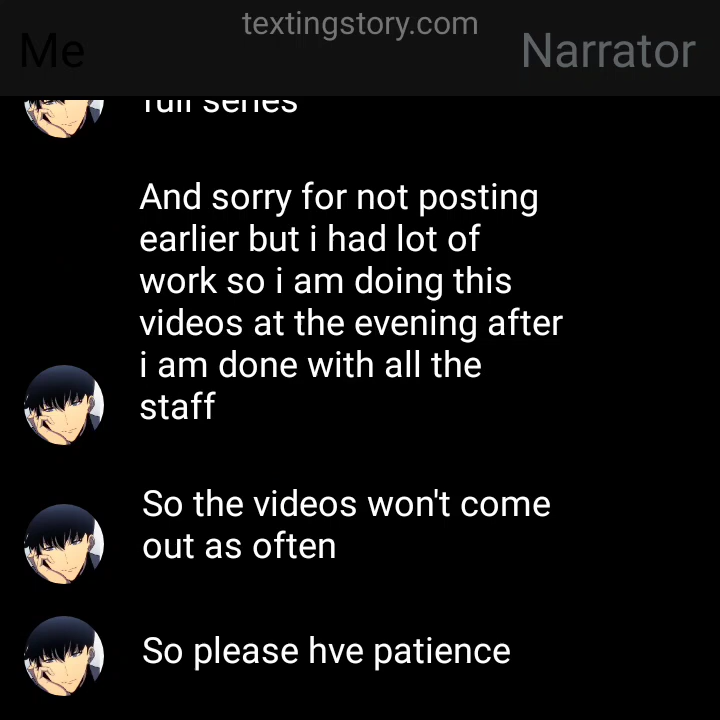 textingstory.com
Me
Narrator
full series
And sorry for not posting
earlier but i had lot of
work so i am doing this
videos at the evening after
i am done with all the
staff
So the videos won't come
out as often
So please hve patience